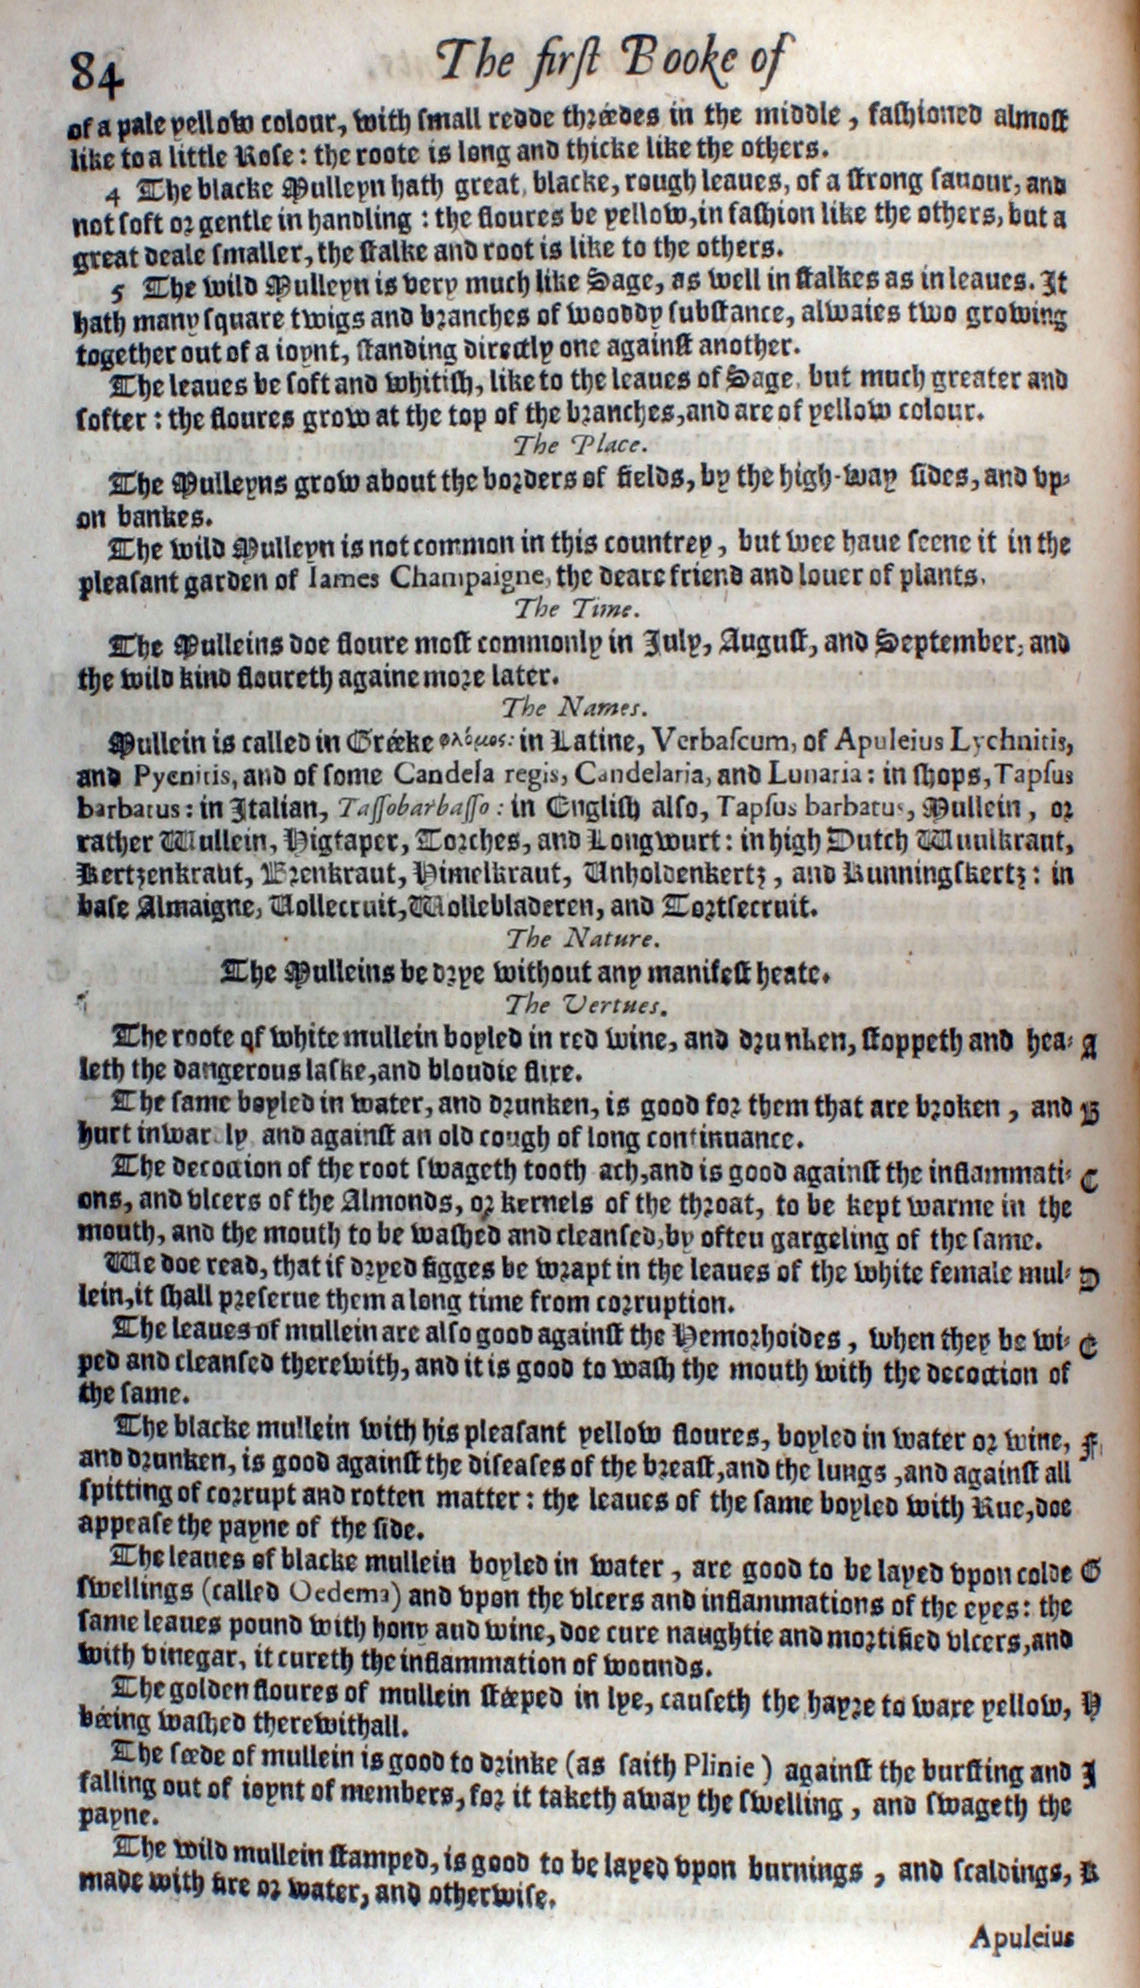 84 The firſt Booke of
of a pale yellow colour, with ſmall redde thréedes in the middle, faſhioned almoſt
like to a little Roſe: the roote is long and thicke like the others.
4 The blacke Mulleyn hath great, blacke, rough leaues, of a ſtrong ſauour, and
not ſoft or gentle in handling: the floures be yellow, in faſhion like the others, but a
great deale ſmaller, the ſtalke and root is like to the others.
5 The wild Mulleyn is very much like Sage, as well in ſtalkes as in leaues. It
hath many ſquare twigs and branches of wooddy ſubſtance, alwaies two growing
together out of a ioynt, ſtanding directly one againſt another.
The leaues be ſoft and whitiſh, like to the leaues of Sage, but much greater and
ſofter: the floures grow at the top of the branches, and are of yellow colour.
The Place.
The Mulleyns grow about the borders of fields, by the high-way ſides, and vp-
on bankes.
The wild Mulleyn is not common in this countrey, but wee haue ſeene it in the
pleaſant garden of Iames Champaigne, the deare friend and louer of plants.
The Time.
The Mulleins doe floure moſt commonly in July, Auguſt, and September, and
the wild kind floureth againe more later.
The Names.
Mullein is called in Gréeke φλόμος: in Latine, Verbaſcum, of Apuleius Lychnitis,
and Pycnitis, and of ſome Candela regis, Candelaria, and Lunaria: in ſhops, Tapſus
barbatus: in Italian, Taſſobarbaſſo: in Engliſh alſo, Tapſus barbatus, Mullein, or
rather Wullein, Higtaper, Torches, and Longwurt: in high Dutch Wuulkraut,
Kertzenkraut, Brenkraut, Himelkraut, Unholdenkertz, and Kunningſkertz: in
baſe Almaigne, Uollecruit, Wollebladeren, and Tortſecruit.
The Nature.
The Mulleins be drye without any manifeſt heate.
The Vertues.
The roote of white mullein boyled in red wine, and drunken, ſtoppeth and hea- A
leth the dangerous laſke, and bloudie flixe.
The ſame boyled in water, and drunken, is good for them that are broken, and B
hurt inwardly and againſt an old cough of long continuance.
The decoction of the root ſwageth tooth ach, and is good againſt the inflammati- C
ons, and vlcers of the Almonds, or kernels of the throat, to be kept warme in the
mouth, and the mouth to be waſhed and cleanſed, by often gargeling of the ſame.
We doe read, that if dryed figges be wrapt in the leaues of the white female mul- D
lein, it ſhall preſerue them a long time from corruption.
The leaues of mullein are alſo good againſt the Hemorhoides, when they be wi- E
ped and cleanſed therewith, and it is good to waſh the mouth with the decoction of
the ſame.
The blacke mullein with his pleaſant yellow floures, boyled in water or wine, F
and drunken, is good againſt the diſeaſes of the breaſt, and the lungs, and againſt all
ſpitting of corrupt and rotten matter: the leaues of the ſame boyled with Rue, doe
appeaſe the payne of the ſide.
The leaues of blacke mullein boyled in water, are good to be layed vpon colde G
ſwellings (called Oedema) and vpon the vlcers and inflammations of the eyes: the
ſame leaues pound with hony and wine, doe cure naughtie and mortified vlcers, and
with vinegar, it cureth the inflammation of wounds.
The golden floures of mullein ſtéeped in lye, cauſeth the hayre to waxe yellow, H
béeing waſhed therewithall.
The ſéede of mullein is good to drinke (as ſaith Plinie) againſt the burſting and I
falling out of ioynt of members, for it taketh away the ſwelling, and ſwageth the
payne.
The wild mullein ſtamped, is good to be layed vpon burnings, and ſcaldings, K
made with fire or water, and otherwiſe.
Apuleius